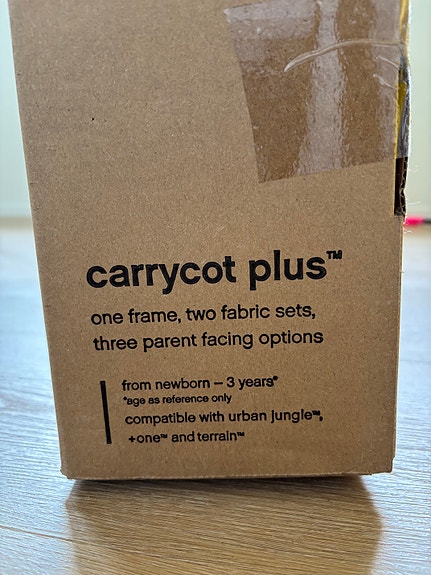 carrycot plus™
one frame, two fabric sets,
three parent facing options
from newborn – 3 years*
*age as reference only
compatible with urban jungle™,
+one™ and terrain™